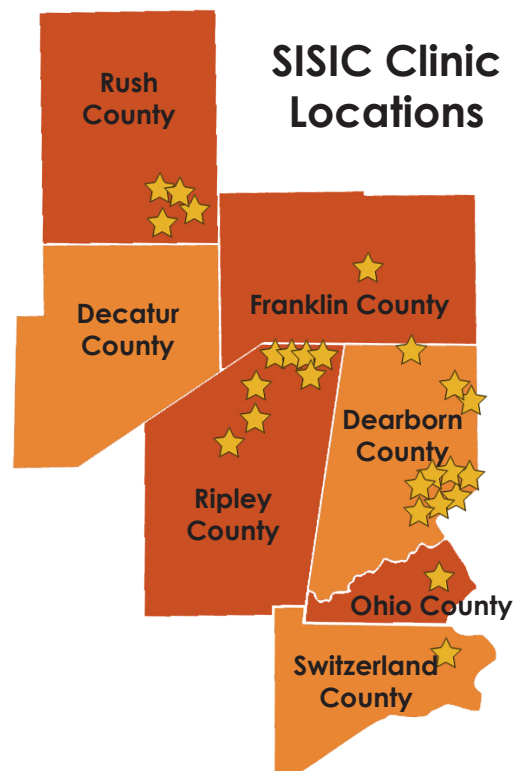 SISIC Clinic
Locations
Rush
County
Franklin County
Decatur
County
Dearborn
County
Ripley
County
Ohio County
Switzerland
County